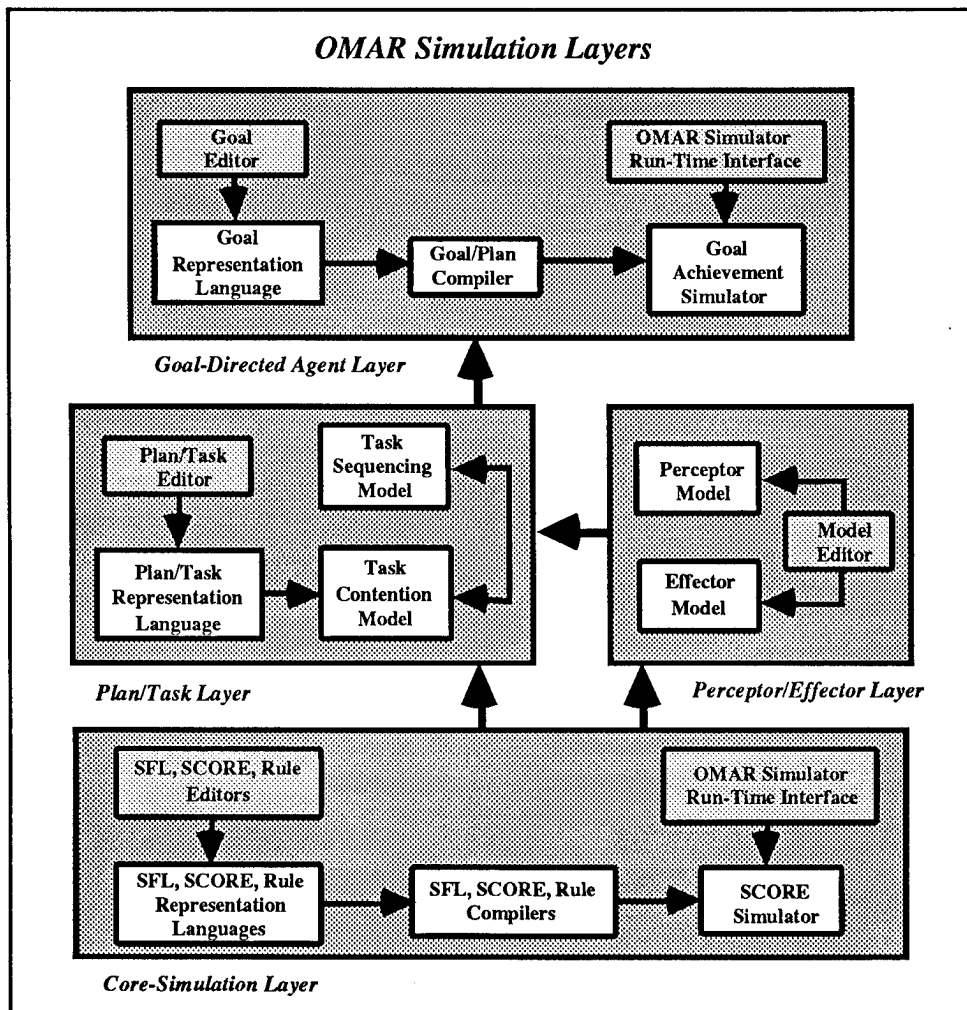 OMAR Simulation Layers
Goal
Editor
OMAR Simulator
Run-Time Interface
Goal
Representation
Language
Goal/Plan
Compiler
Goal
Achievement
Simulator
Goal-Directed Agent Layer
Plan/Task
Editor
Task
Sequencing
Model
Plan/Task
Representation
Language
Task
Contention
Model
Perceptor
Model
Model
Editor
Effector
Model
Plan/Task Layer
Perceptor/Effector Layer
SFL, SCORE, Rule
Editors
OMAR Simulator
Run-Time Interface
SFL, SCORE, Rule
Representation
Languages
SFL, SCORE, Rule
Compilers
SCORE
Simulator
Core-Simulation Layer